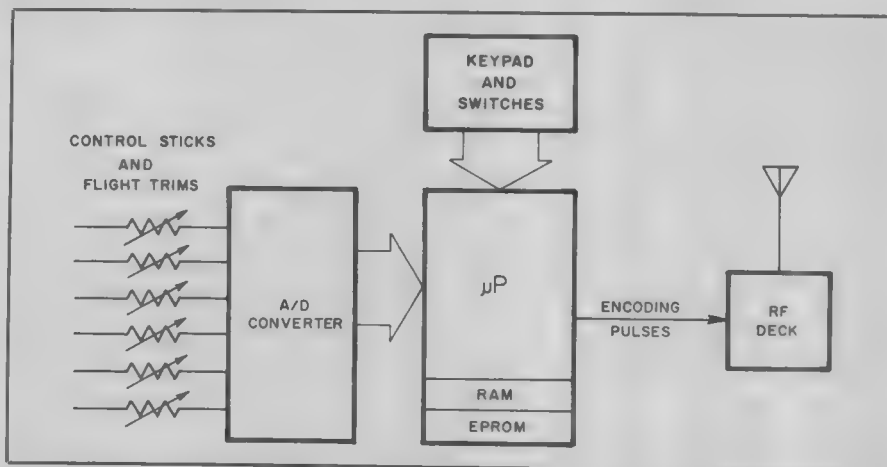 KEYPAD
AND
SWITCHES
CONTROL STICKS
AND
FLIGHT TRIMS
A/D
CONVERTER
μP
ENCODING
PULSES
RF
DECK
RAM
EPROM